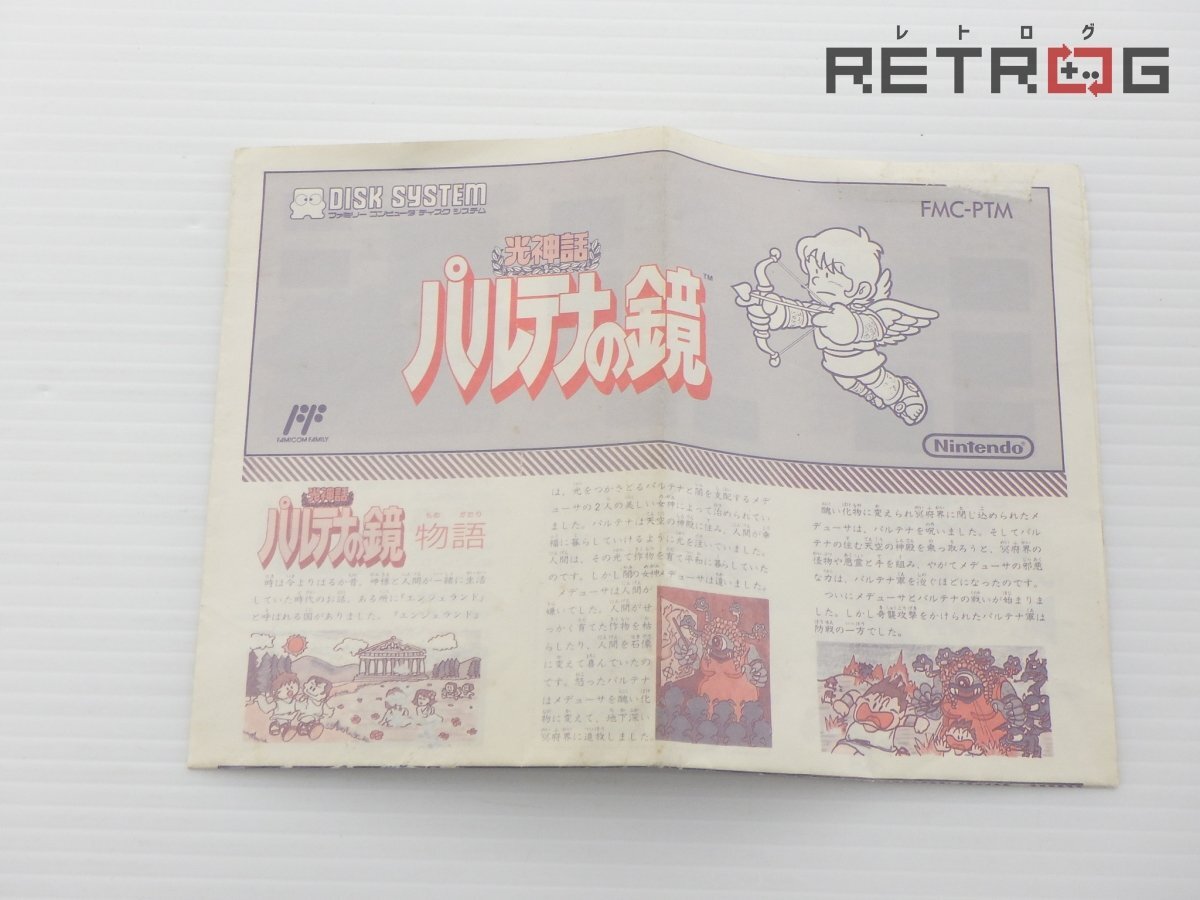 レトログ
RETROG
DISK SYSTEM
ファミリー コンピュータ ディスク システム
FMC-PTM
光神話
パルテナの鏡
TM
FAMICOM FAMILY
Nintendo
光神話
パルテナの鏡 物語
もの がたり
時は今よりはるか昔、神様と人間が一緒に生活
していた時代のお話。ある所に『エンジェランド』
と呼ばれる国がありました。『エンジェランド』
は、光をつかさどるパルテナと闇を支配するメデ
ューサの2人の美しい女神によって治められてい
ました。パルテナは天空の神殿に住み、人間が幸
福に暮らしていけるように光を注いでいました。
人間は、その光で作物を育て平和に暮らしていた
のです。しかし闇の女神メデューサは違いました。
メデューサは人間が
嫌いでした。人間がせ
っかく育てた作物を枯
らしたり、人間を石像
に変えて喜んでいたの
です。怒ったパルテナ
はメデューサを醜い化
物に変えて、地下深い
冥府界に追放しました。
醜い化物に変えられ冥府界に閉じ込められたメ
デューサは、パルテナを呪いました。そしてパル
テナの住む天空の神殿を乗っ取ろうと、冥府界の
怪物や悪霊と手を組み、やがてメデューサの邪悪
な力は、パルテナ軍を凌ぐほどになったのです。
ついにメデューサとパルテナの戦いが始まりま
した。しかし奇襲攻撃をかけられたパルテナ軍は
防戦の一方でした。